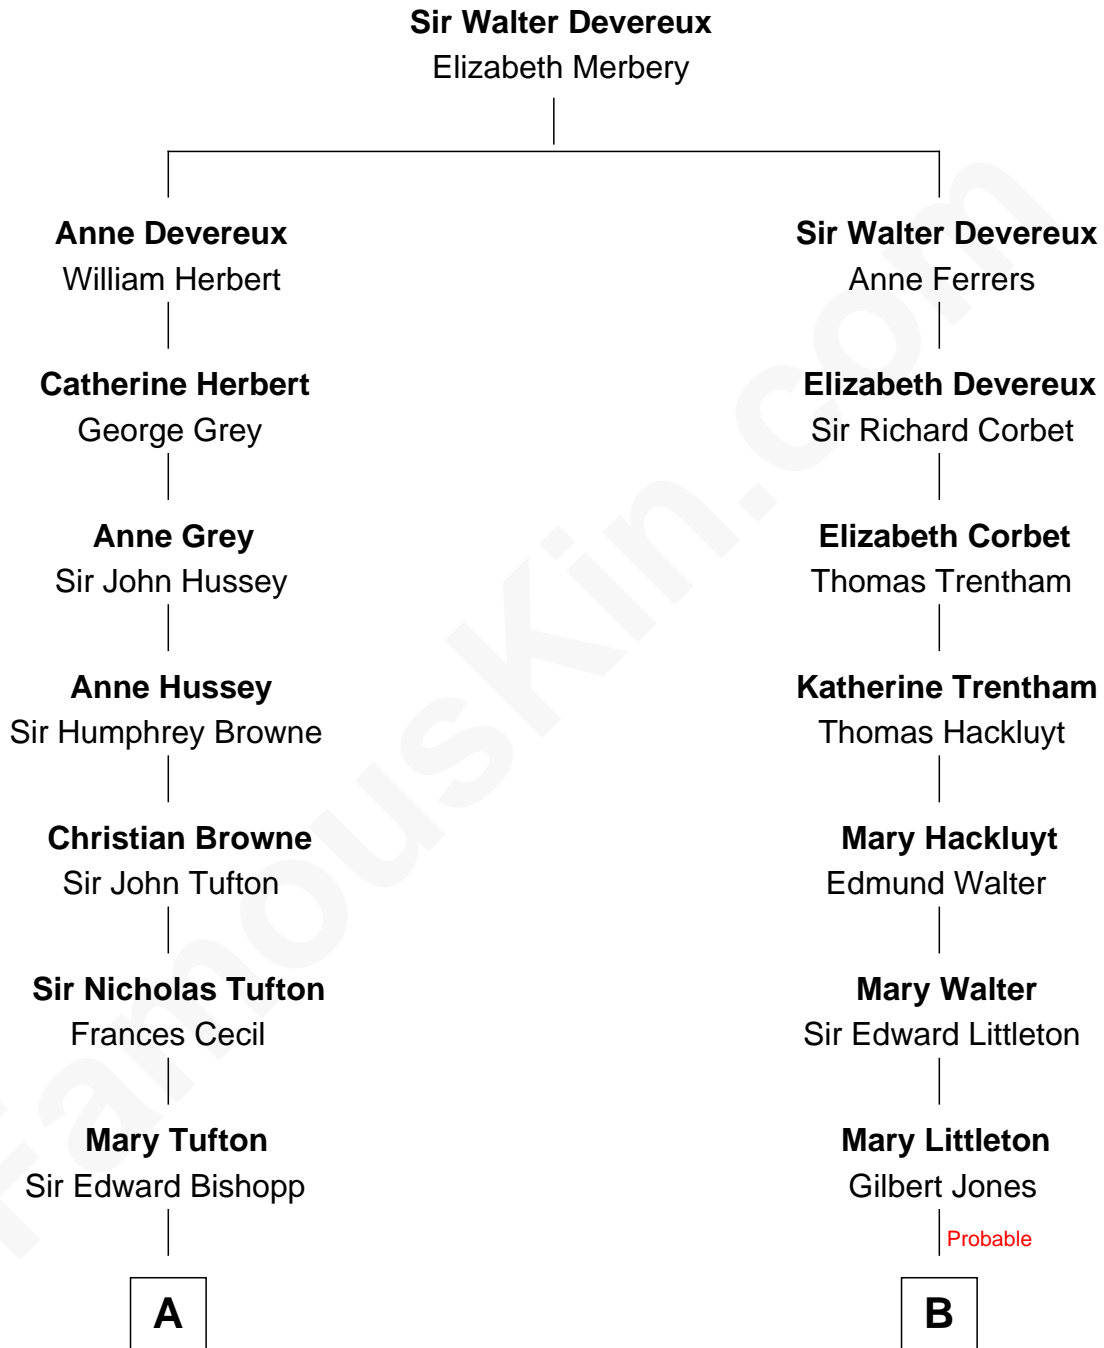 Sir Walter Devereux
Elizabeth Merbery
Anne Devereux
William Herbert
Sir Walter Devereux
Anne Ferrers
Catherine Herbert
George Grey
Elizabeth Devereux
Sir Richard Corbet
Anne Grey
Sir John Hussey
Elizabeth Corbet
Thomas Trentham
Anne Hussey
Sir Humphrey Browne
Katherine Trentham
Thomas Hackluyt
Christian Browne
Sir John Tufton
Mary Hackluyt
Edmund Walter
Sir Nicholas Tufton
Frances Cecil
Mary Walter
Sir Edward Littleton
Mary Tufton
Sir Edward Bishopp
Mary Littleton
Gilbert Jones
Probable
A
B
FamousKin.com